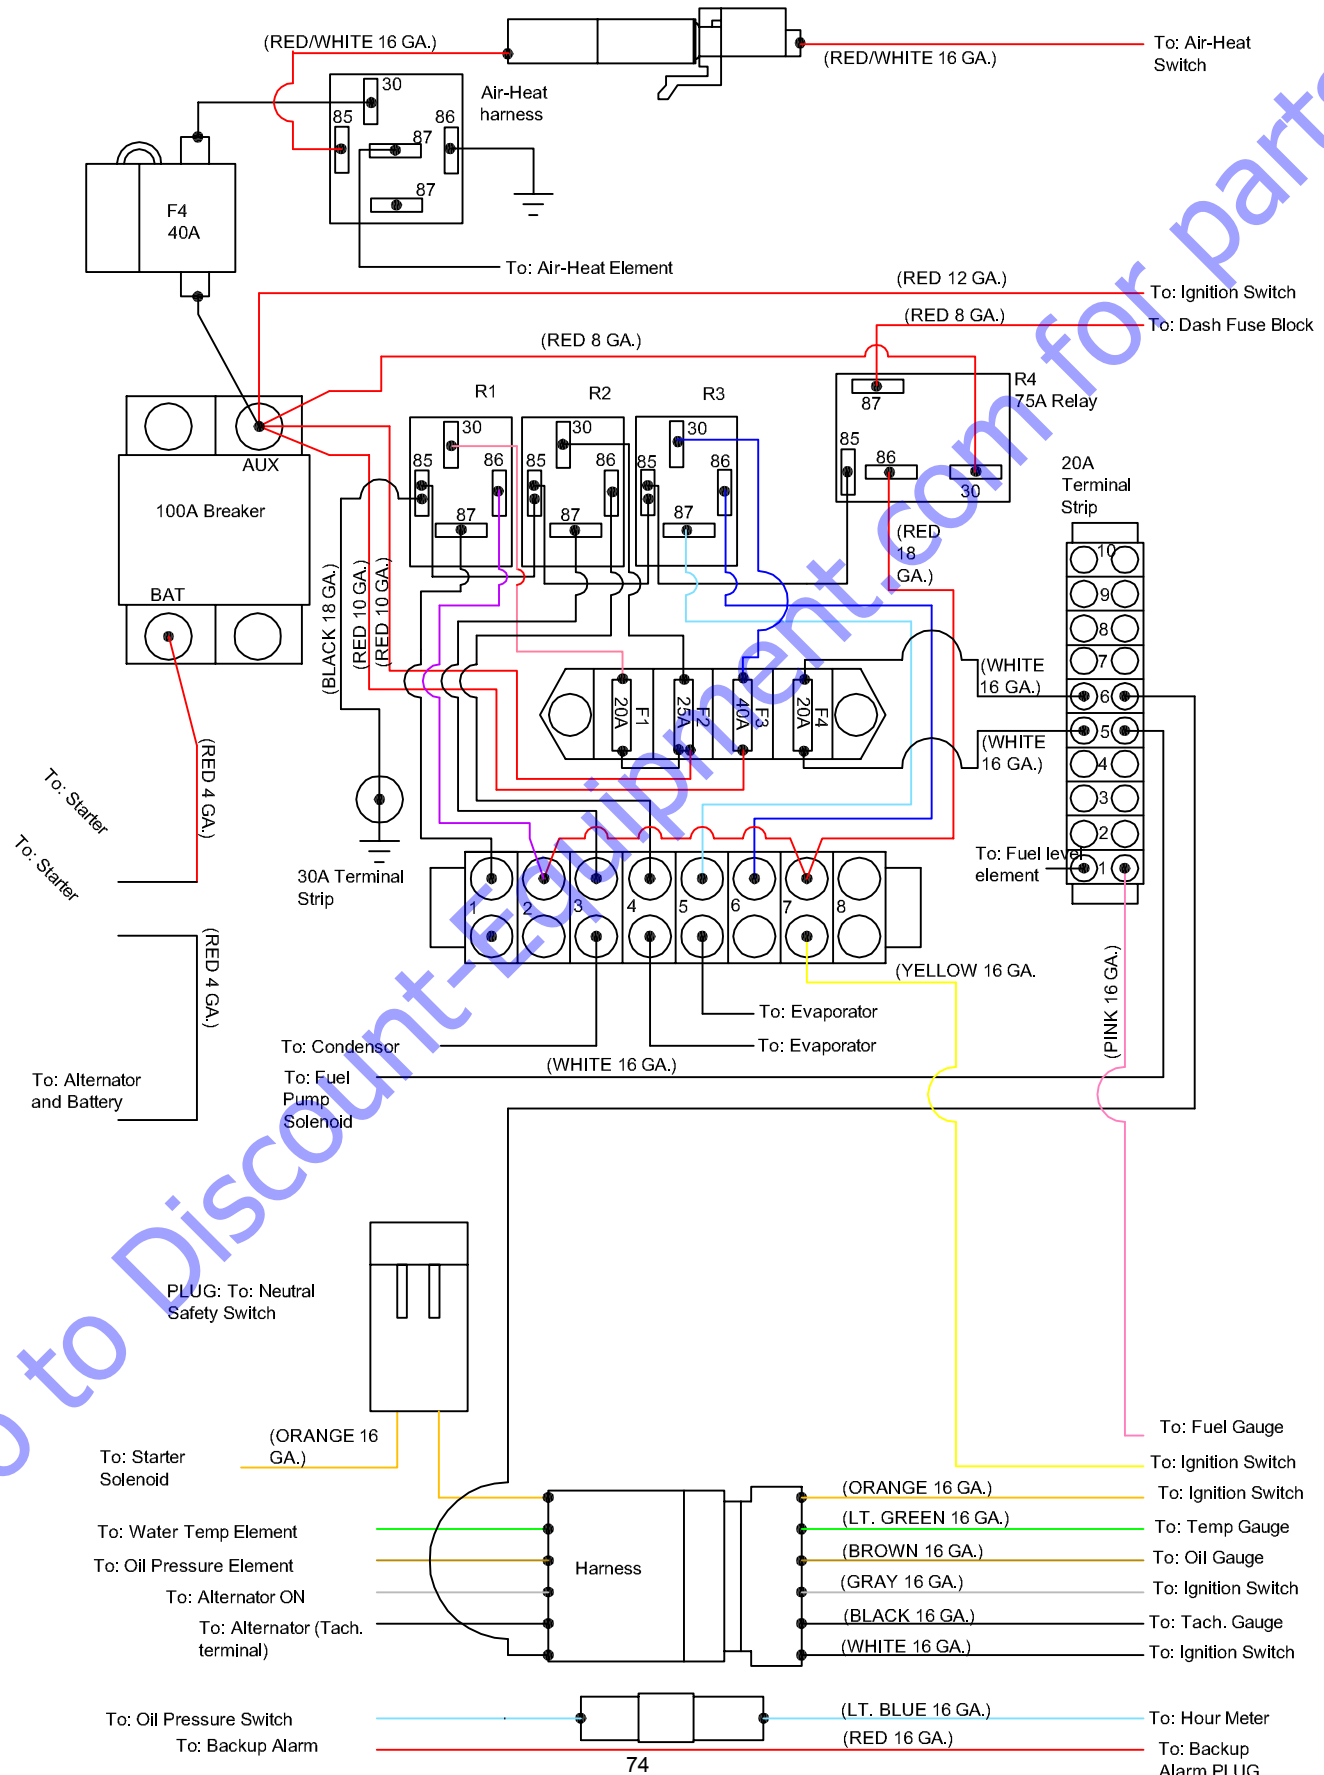 (RED/WHITE 16 GA.)
(RED/WHITE 16 GA.)
To: Air-Heat
Switch
Air-Heat
harness
30
85
86
87
87
F4
40A
To: Air-Heat Element
(RED 12 GA.)
To: Ignition Switch
(RED 8 GA.)
To: Dash Fuse Block
(RED 8 GA.)
R1
R2
R3
R4
75A Relay
30
85
86
87
30
85
86
87
30
85
86
87
87
85
86
30
AUX
100A Breaker
BAT
20A
Terminal
Strip
(RED
18
GA.)
(BLACK 18 GA.)
(RED 10 GA.)
(RED 10 GA.)
10
9
8
7
6
5
4
3
2
1
F1
20A
F2
25A
F3
40A
F4
20A
(WHITE
16 GA.)
(WHITE
16 GA.)
(RED 4 GA.)
To: Starter
To: Starter
To: Fuel level
element
30A Terminal
Strip
1
2
3
4
5
6
7
8
(RED 4 GA.)
(YELLOW 16 GA.
(PINK 16 GA.)
To: Evaporator
To: Condensor
To: Evaporator
(WHITE 16 GA.)
To: Fuel
Pump
Solenoid
To: Alternator
and Battery
PLUG: To: Neutral
Safety Switch
(ORANGE 16
GA.)
To: Starter
Solenoid
To: Fuel Gauge
To: Ignition Switch
(ORANGE 16 GA.)
To: Ignition Switch
To: Water Temp Element
(LT. GREEN 16 GA.)
To: Temp Gauge
To: Oil Pressure Element
Harness
(BROWN 16 GA.)
To: Oil Gauge
To: Alternator ON
(GRAY 16 GA.)
To: Ignition Switch
To: Alternator (Tach.
terminal)
(BLACK 16 GA.)
To: Tach. Gauge
(WHITE 16 GA.)
To: Ignition Switch
To: Oil Pressure Switch
(LT. BLUE 16 GA.)
To: Hour Meter
To: Backup Alarm
(RED 16 GA.)
To: Backup
Alarm PLUG
74
to Discount-Equipment.com for parts